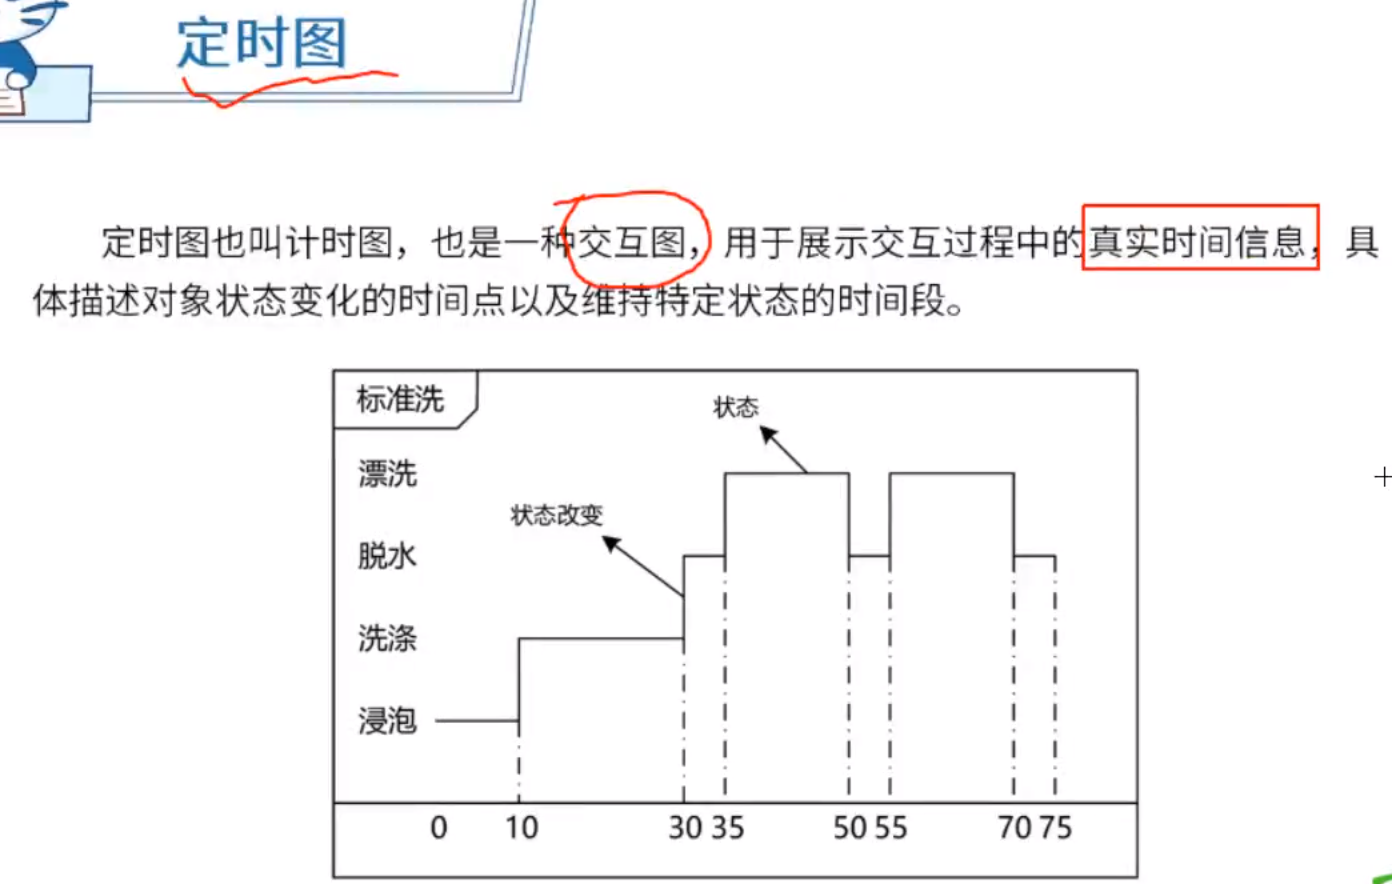 定时图
定时图也叫计时图，也是一种交互图，用于展示交互过程中的真实时间信息，具
体描述对象状态变化的时间点以及维持特定状态的时间段。
标准洗
状态
漂洗
状态改变
脱水
洗涤
浸泡
0 10 30 35 50 55 70 75